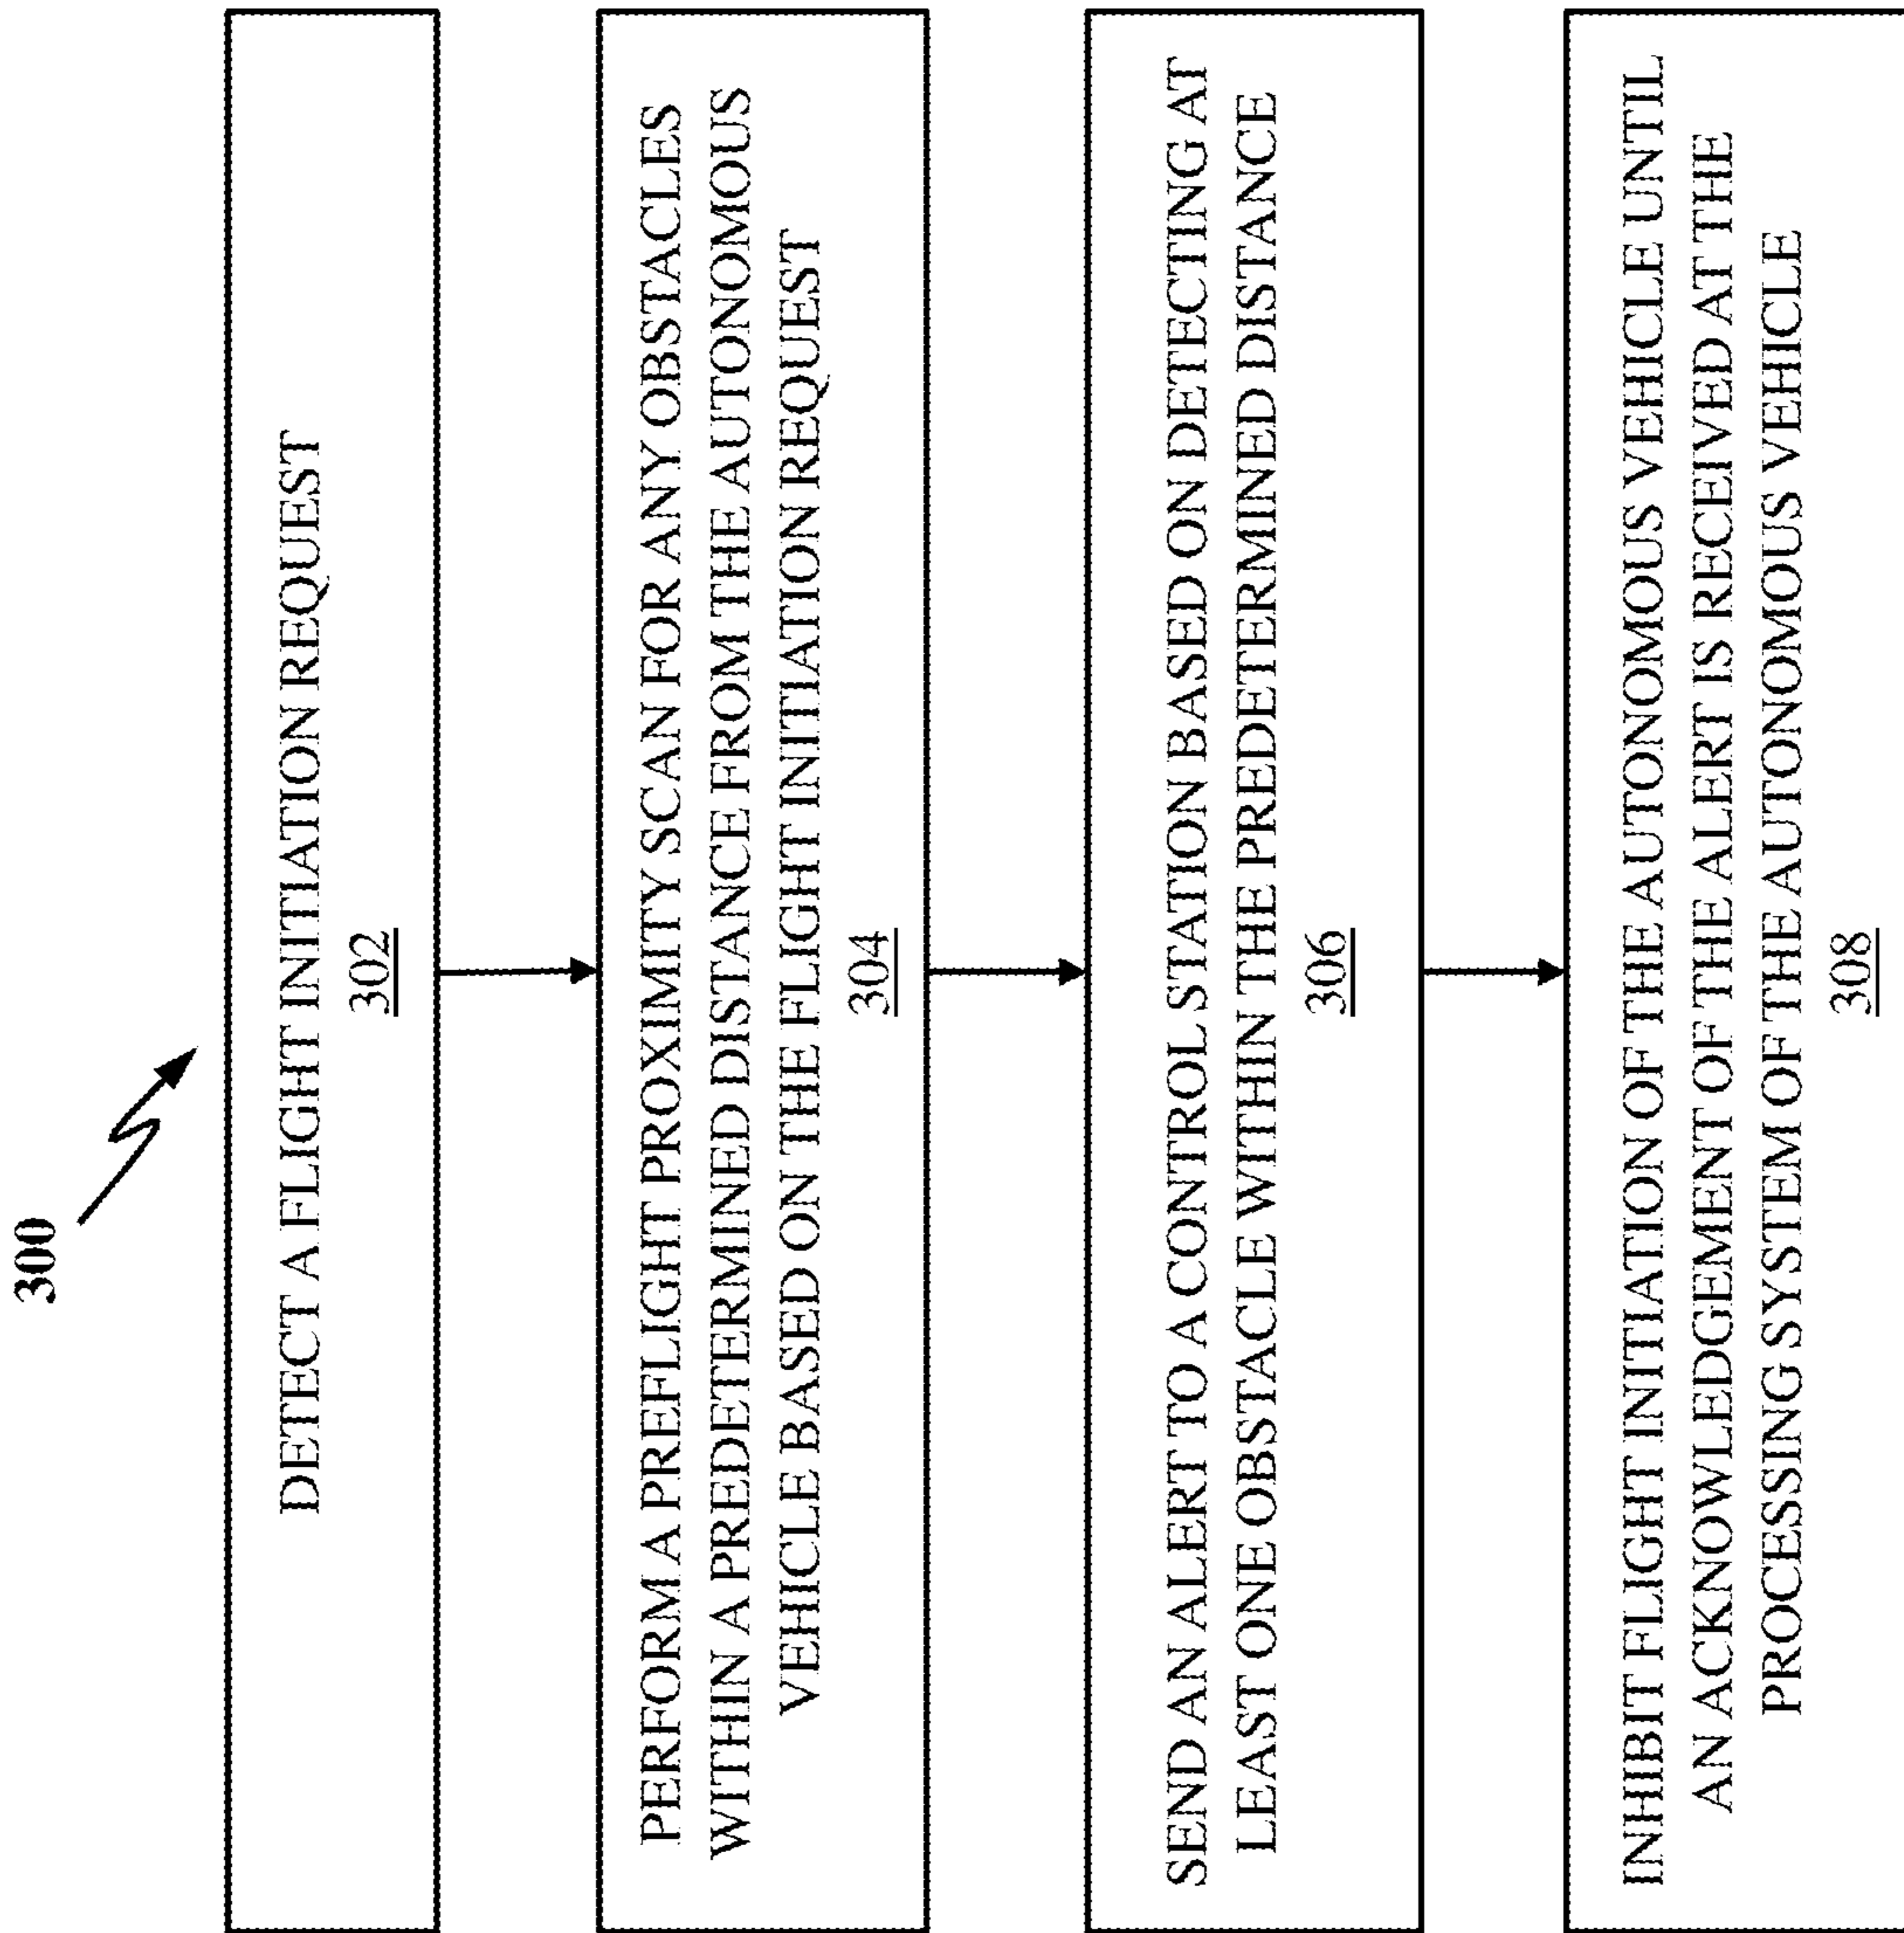 300
DETECT A FLIGHT INITIATION REQUEST
302
PERFORM A PREFLIGHT PROXIMITY SCAN FOR ANY OBSTACLES
WITHIN A PREDETERMINED DISTANCE FROM THE AUTONOMOUS
VEHICLE BASED ON THE FLIGHT INITIATION REQUEST
304
SEND AN ALERT TO A CONTROL STATION BASED ON DETECTING AT
LEAST ONE OBSTACLE WITHIN THE PREDETERMINED DISTANCE
306
INHIBIT FLIGHT INITIATION OF THE AUTONOMOUS VEHICLE UNTIL
AN ACKNOWLEDGEMENT OF THE ALERT IS RECEIVED AT THE
PROCESSING SYSTEM OF THE AUTONOMOUS VEHICLE
308